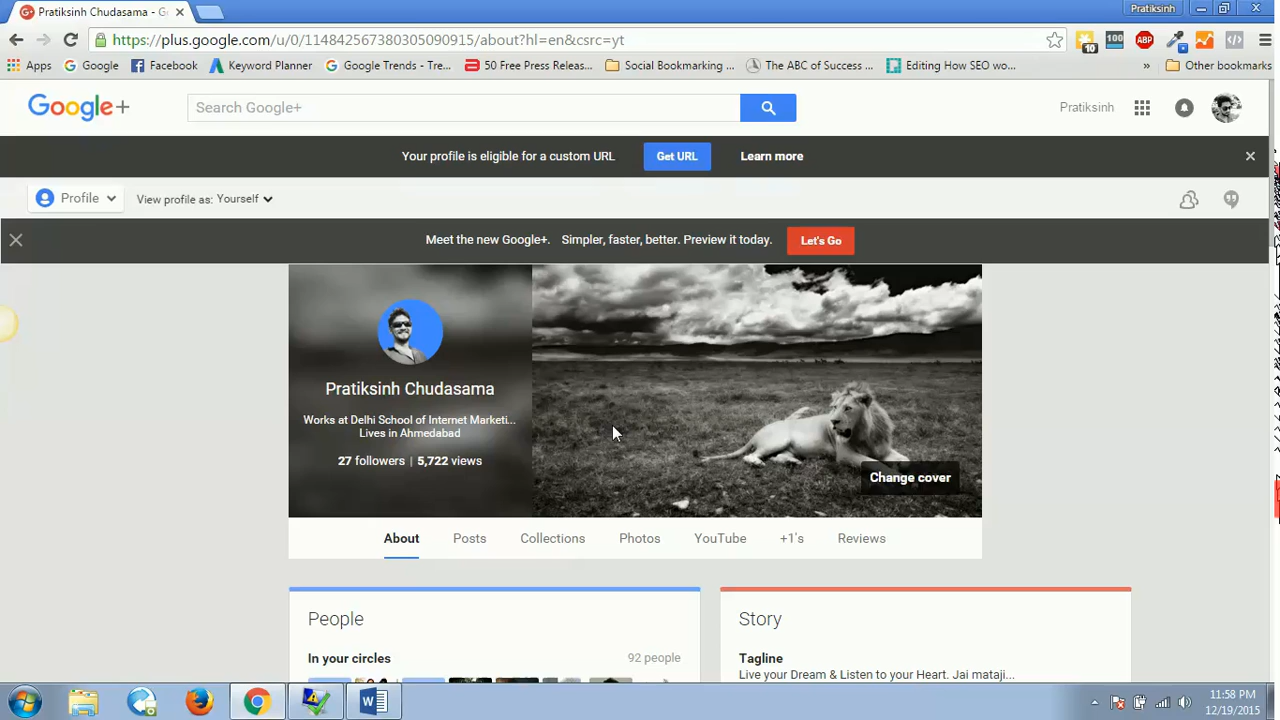 Pratiksinh Chudasama - Go
Pratiksinh
https://plus.google.com/u/0/114842567380305090915/about?hl=en&csrc=yt
10
100
ABP
Apps
Google
Facebook
Keyword Planner
Google Trends - Tre...
50 Free Press Releas...
Social Bookmarking ...
The ABC of Success ...
Editing How SEO wo...
»
Other bookmarks
Google+
Search Google+
Pratiksinh
Your profile is eligible for a custom URL
Get URL
Learn more
Profile
View profile as: Yourself
Meet the new Google+. Simpler, faster, better. Preview it today.
Let's Go
Pratiksinh Chudasama
Works at Delhi School of Internet Marketi...
Lives in Ahmedabad
27 followers | 5,722 views
Change cover
About
Posts
Collections
Photos
YouTube
+1's
Reviews
People
In your circles
92 people
Story
Tagline
Live your Dream & Listen to your Heart. Jai mataji...
11:58 PM
12/19/2015